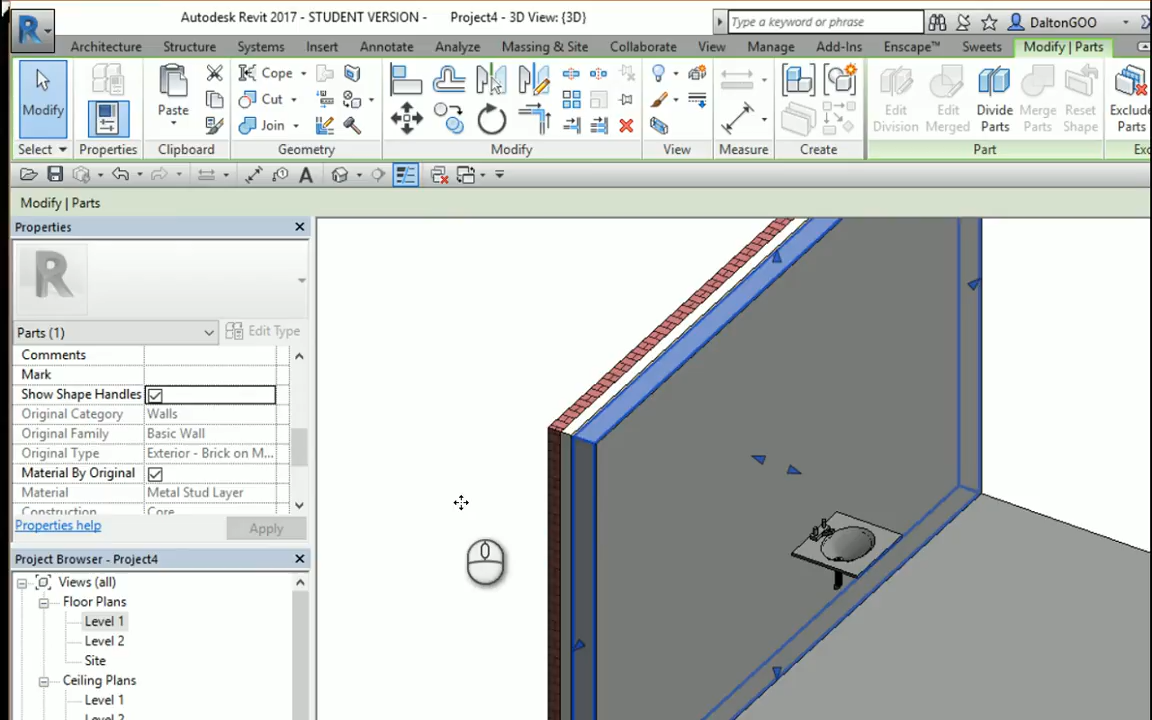 Autodesk Revit 2017 - STUDENT VERSION - Project4 - 3D View: {3D}
Type a keyword or phrase
DaltonGOO
Architecture Structure Systems Insert Annotate Analyze Massing & Site Collaborate View Manage Add-Ins Enscape™ Sweets Modify | Parts
Modify
Paste
Cope
Cut
Join
Edit Division
Edit Merged
Divide Parts
Merge Parts
Reset Shape
Exclude Parts
Select Properties Clipboard Geometry Modify View Measure Create Part Exc
Modify | Parts
Properties
R
Parts (1)
Edit Type
Comments
Mark
Show Shape Handles
Original Category Walls
Original Family Basic Wall
Original Type Exterior - Brick on M...
Material By Original
Material Metal Stud Layer
Construction Core
Properties help
Apply
Project Browser - Project4
Views (all)
Floor Plans
Level 1
Level 2
Site
Ceiling Plans
Level 1
Level 2